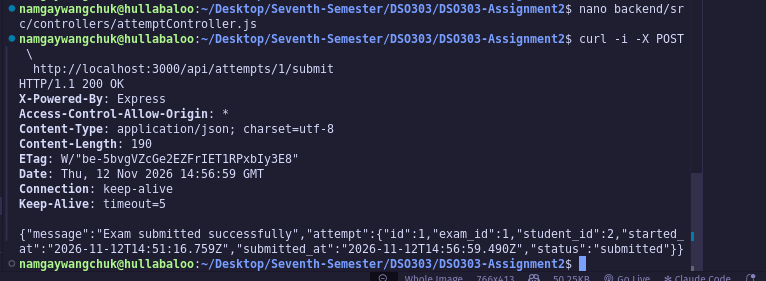 namgaywangchuk@hullabaloo:~/Desktop/Seventh-Semester/DSO303/DSO303-Assignment2$ nano backend/sr
c/controllers/attemptController.js
namgaywangchuk@hullabaloo:~/Desktop/Seventh-Semester/DSO303/DSO303-Assignment2$ curl -i -X POST
\
http://localhost:3000/api/attempts/1/submit
HTTP/1.1 200 OK
X-Powered-By: Express
Access-Control-Allow-Origin: *
Content-Type: application/json; charset=utf-8
Content-Length: 190
ETag: W/"be-5bvgVZcGe2EZFrIET1RPxbIy3E8"
Date: Thu, 12 Nov 2026 14:56:59 GMT
Connection: keep-alive
Keep-Alive: timeout=5
{"message":"Exam submitted successfully","attempt":{"id":1,"exam_id":1,"student_id":2,"started_
at":"2026-11-12T14:51:16.759Z","submitted_at":"2026-11-12T14:56:59.490Z","status":"submitted"}}
namgaywangchuk@hullabaloo:~/Desktop/Seventh-Semester/DSO303/DSO303-Assignment2$
Whole Image 766x413 50.25KB Go Live Claude Code